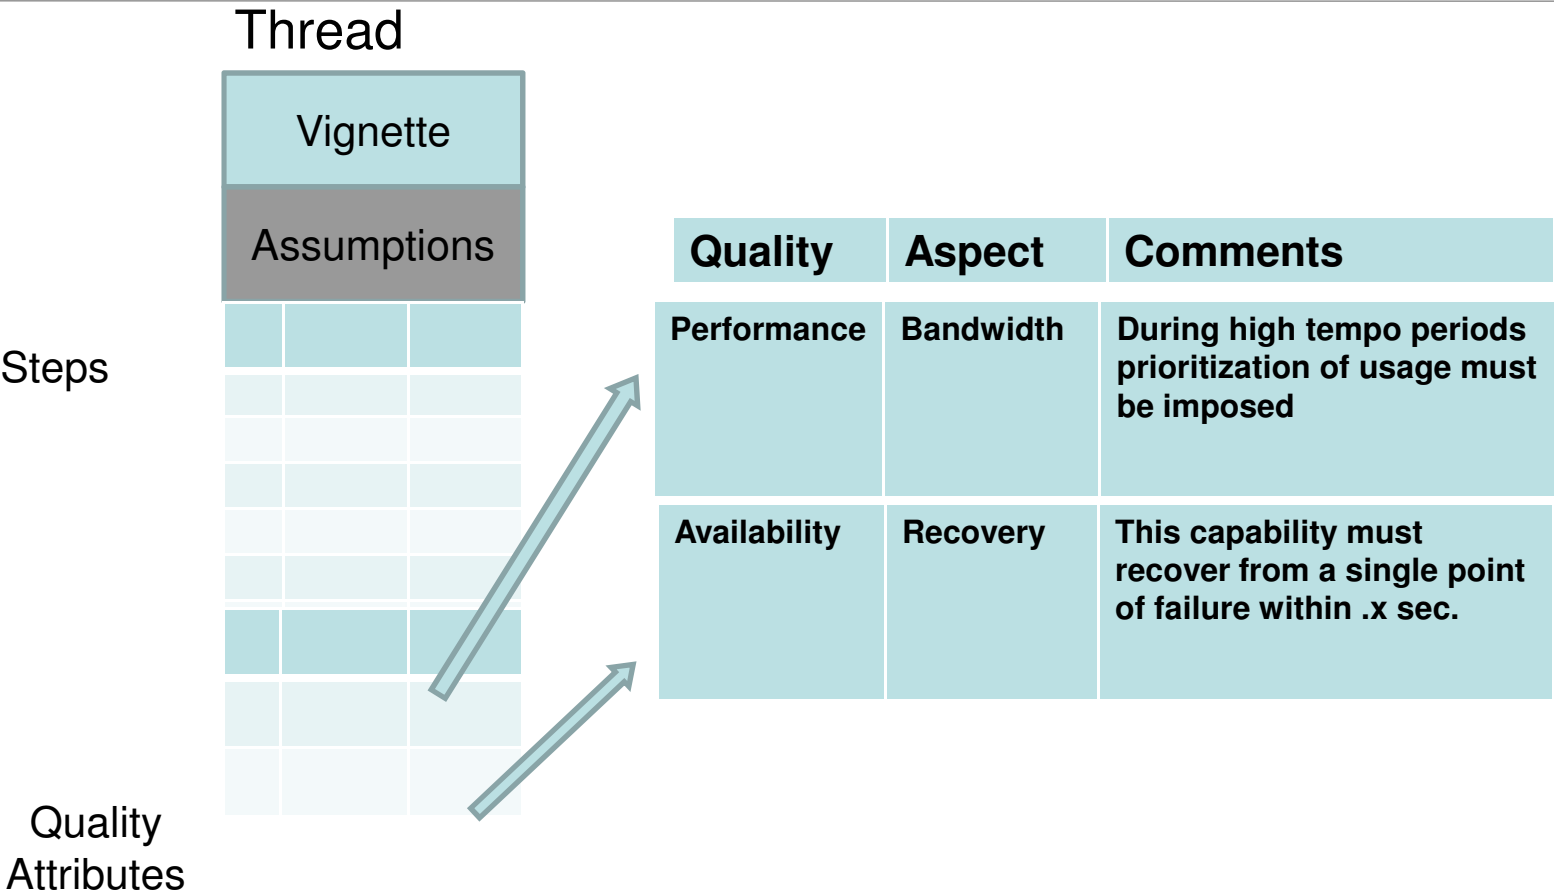 Thread
Vignette
Assumptions
Steps
Quality
Attributes
Quality Aspect Comments
Performance Bandwidth During high tempo periods
prioritization of usage must
be imposed
Availability Recovery This capability must
recover from a single point
of failure within .x sec.